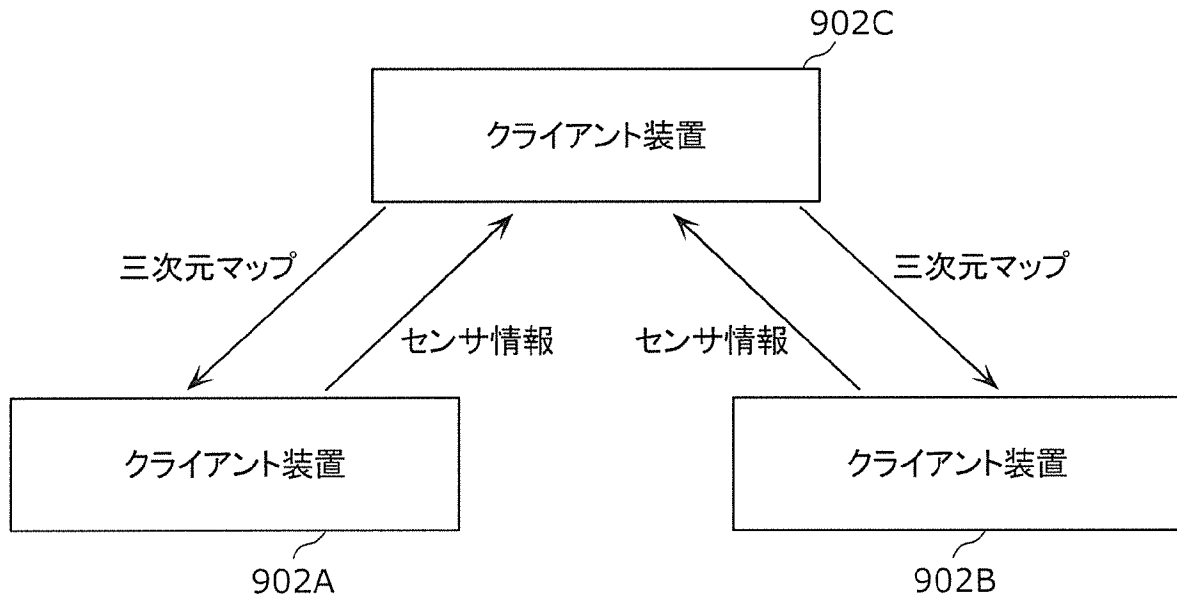 902C
クライアント装置
三次元マップ
三次元マップ
センサ情報
センサ情報
クライアント装置
クライアント装置
902A
902B